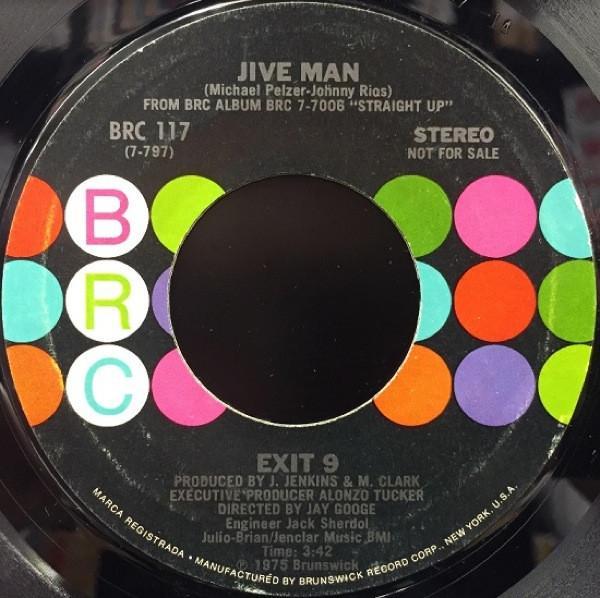 JIVE MAN
(Michael Pelzer-Johnny Rios)
FROM BRC ALBUM BRC 7-7006 "STRAIGHT UP"
BRC 117
(7-797)
STEREO
NOT FOR SALE
B
R
C
EXIT 9
PRODUCED BY J. JENKINS & M. CLARK
EXECUTIVE PRODUCER ALONZO TUCKER
DIRECTED BY JAY GOOGE
Engineer Jack Sherdol
Julio-Brian/Jenclar Music BMI
Time: 3:42
℗ 1975 Brunswick
MARCA REGISTRADA • MANUFACTURED BY BRUNSWICK RECORD CORP., NEW YORK, U.S.A.